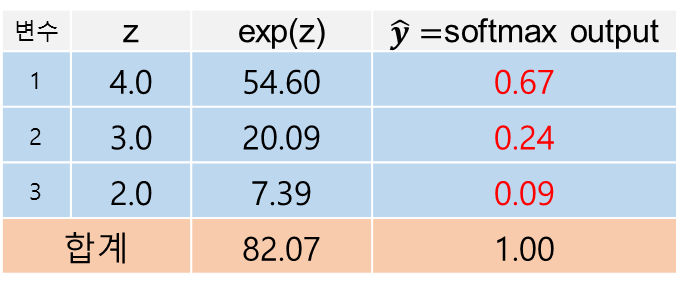 변수 z exp(z) ŷ =softmax output
1 4.0 54.60 0.67
2 3.0 20.09 0.24
3 2.0 7.39 0.09
합계 82.07 1.00